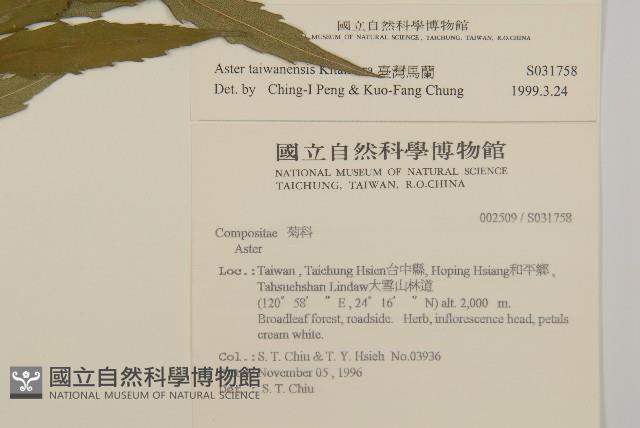 國立自然科學博物館
MUSEUM OF NATURAL SCIENCE, TAICHUNG, TAIWAN, R.O.CHINA
Aster taiwanensis 臺灣馬蘭 S031758
Det. by Ching-I Peng & Kuo-Fang Chung 1999.3.24
國立自然科學博物館
NATIONAL MUSEUM OF NATURAL SCIENCE
TAICHUNG, TAIWAN, R.O.CHINA
002509 / S031758
Compositae 菊科
Aster
Loc.: Taiwan , Taichung Hsien台中縣, Hoping Hsiang和平鄉 ,
Tahsuehshan Lindaw大雪山林道
(120° 58′ ″ E , 24° 16′ ″ N) alt. 2,000 m.
Broadleaf forest, roadside. Herb, inflorescence head, petals
cream white.
Col.: S. T. Chiu & T. Y. Hsieh No.03936
November 05 , 1996
S. T. Chiu
國立自然科學博物館
NATIONAL MUSEUM OF NATURAL SCIENCE